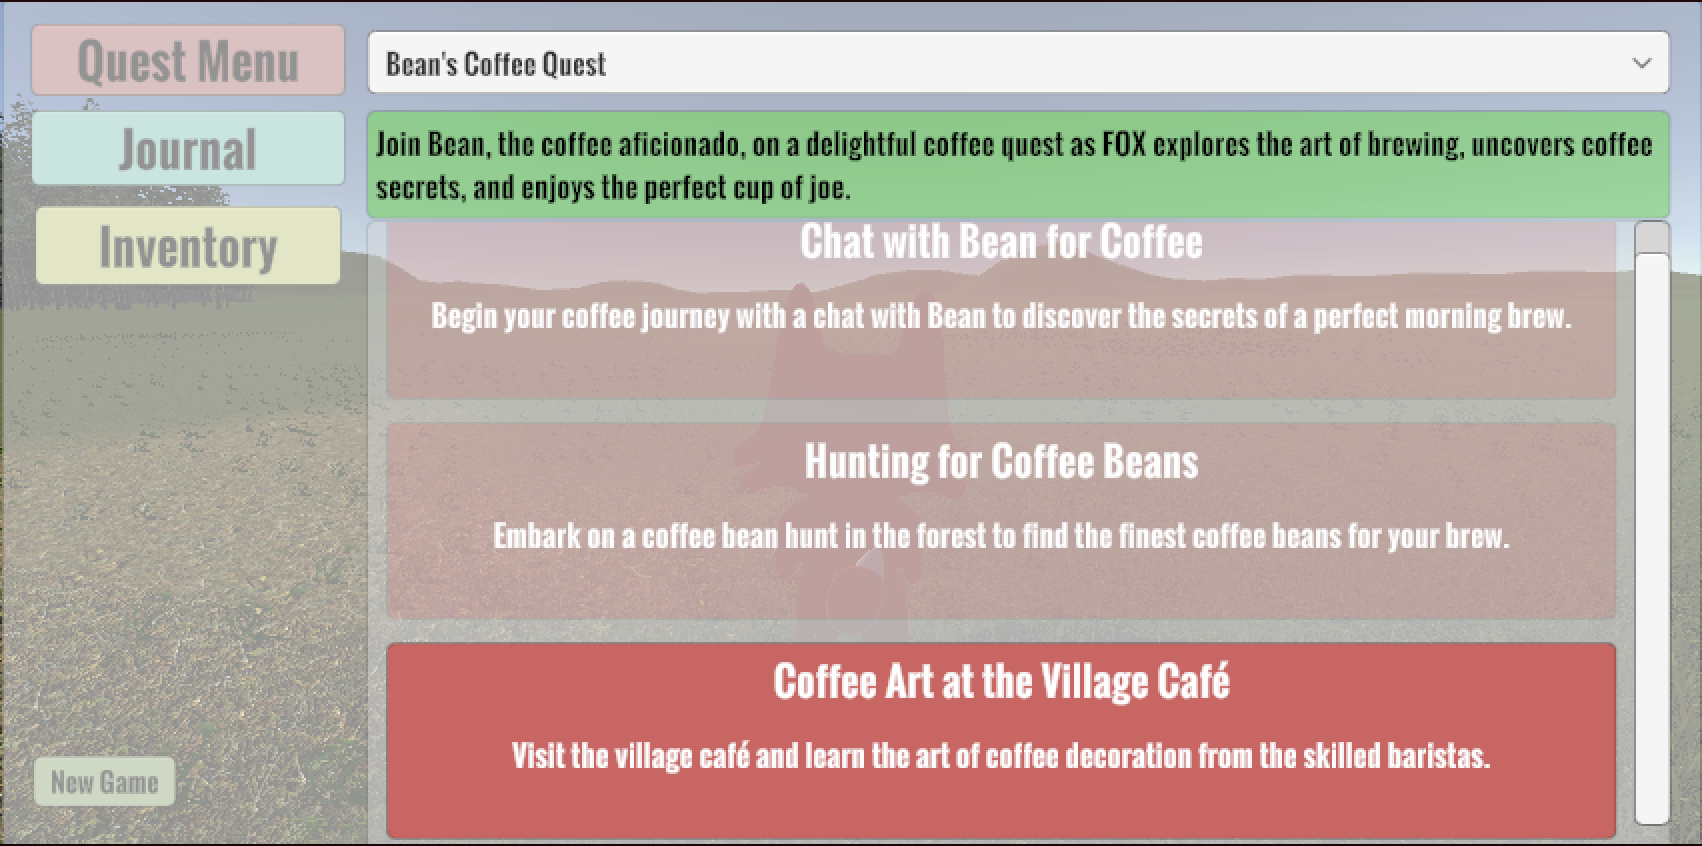 Quest Menu
Bean's Coffee Quest
Journal
Join Bean, the coffee aficionado, on a delightful coffee quest as FOX explores the art of brewing, uncovers coffee
secrets, and enjoys the perfect cup of joe.
Inventory
Chat with Bean for Coffee
Begin your coffee journey with a chat with Bean to discover the secrets of a perfect morning brew.
Hunting for Coffee Beans
Embark on a coffee bean hunt in the forest to find the finest coffee beans for your brew.
Coffee Art at the Village Café
Visit the village café and learn the art of coffee decoration from the skilled baristas.
New Game